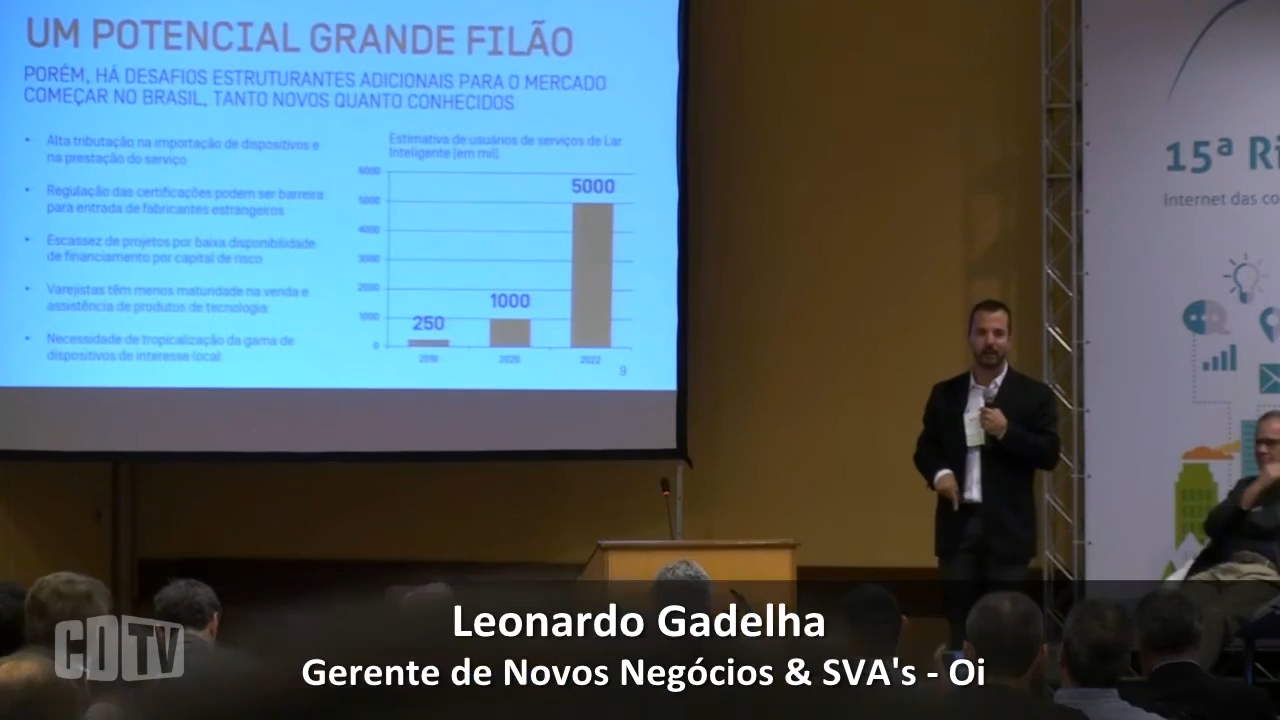 UM POTENCIAL GRANDE FILÃO
PORÉM, HÁ DESAFIOS ESTRUTURANTES ADICIONAIS PARA O MERCADO
COMEÇAR NO BRASIL, TANTO NOVOS QUANTO CONHECIDOS
• Alta tributação na importação de dispositivos e
na prestação do serviço
• Regulação das certificações podem ser barreira
para entrada de fabricantes estrangeiros
• Escassez de projetos por baixa disponibilidade
de financiamento por capital de risco
• Varejistas têm menos maturidade na venda e
assistência de produtos de tecnologia
• Necessidade de tropicalização da gama de
dispositivos de interesse local
Estimativa de usuários de serviços de Lar
Inteligente (em mil)
6000
5000
4000
3000
2000
1000
0
250
1000
5000
2020
2022
9
15ª Ri
Internet das co
CDTV
Leonardo Gadelha
Gerente de Novos Negócios & SVA's - Oi